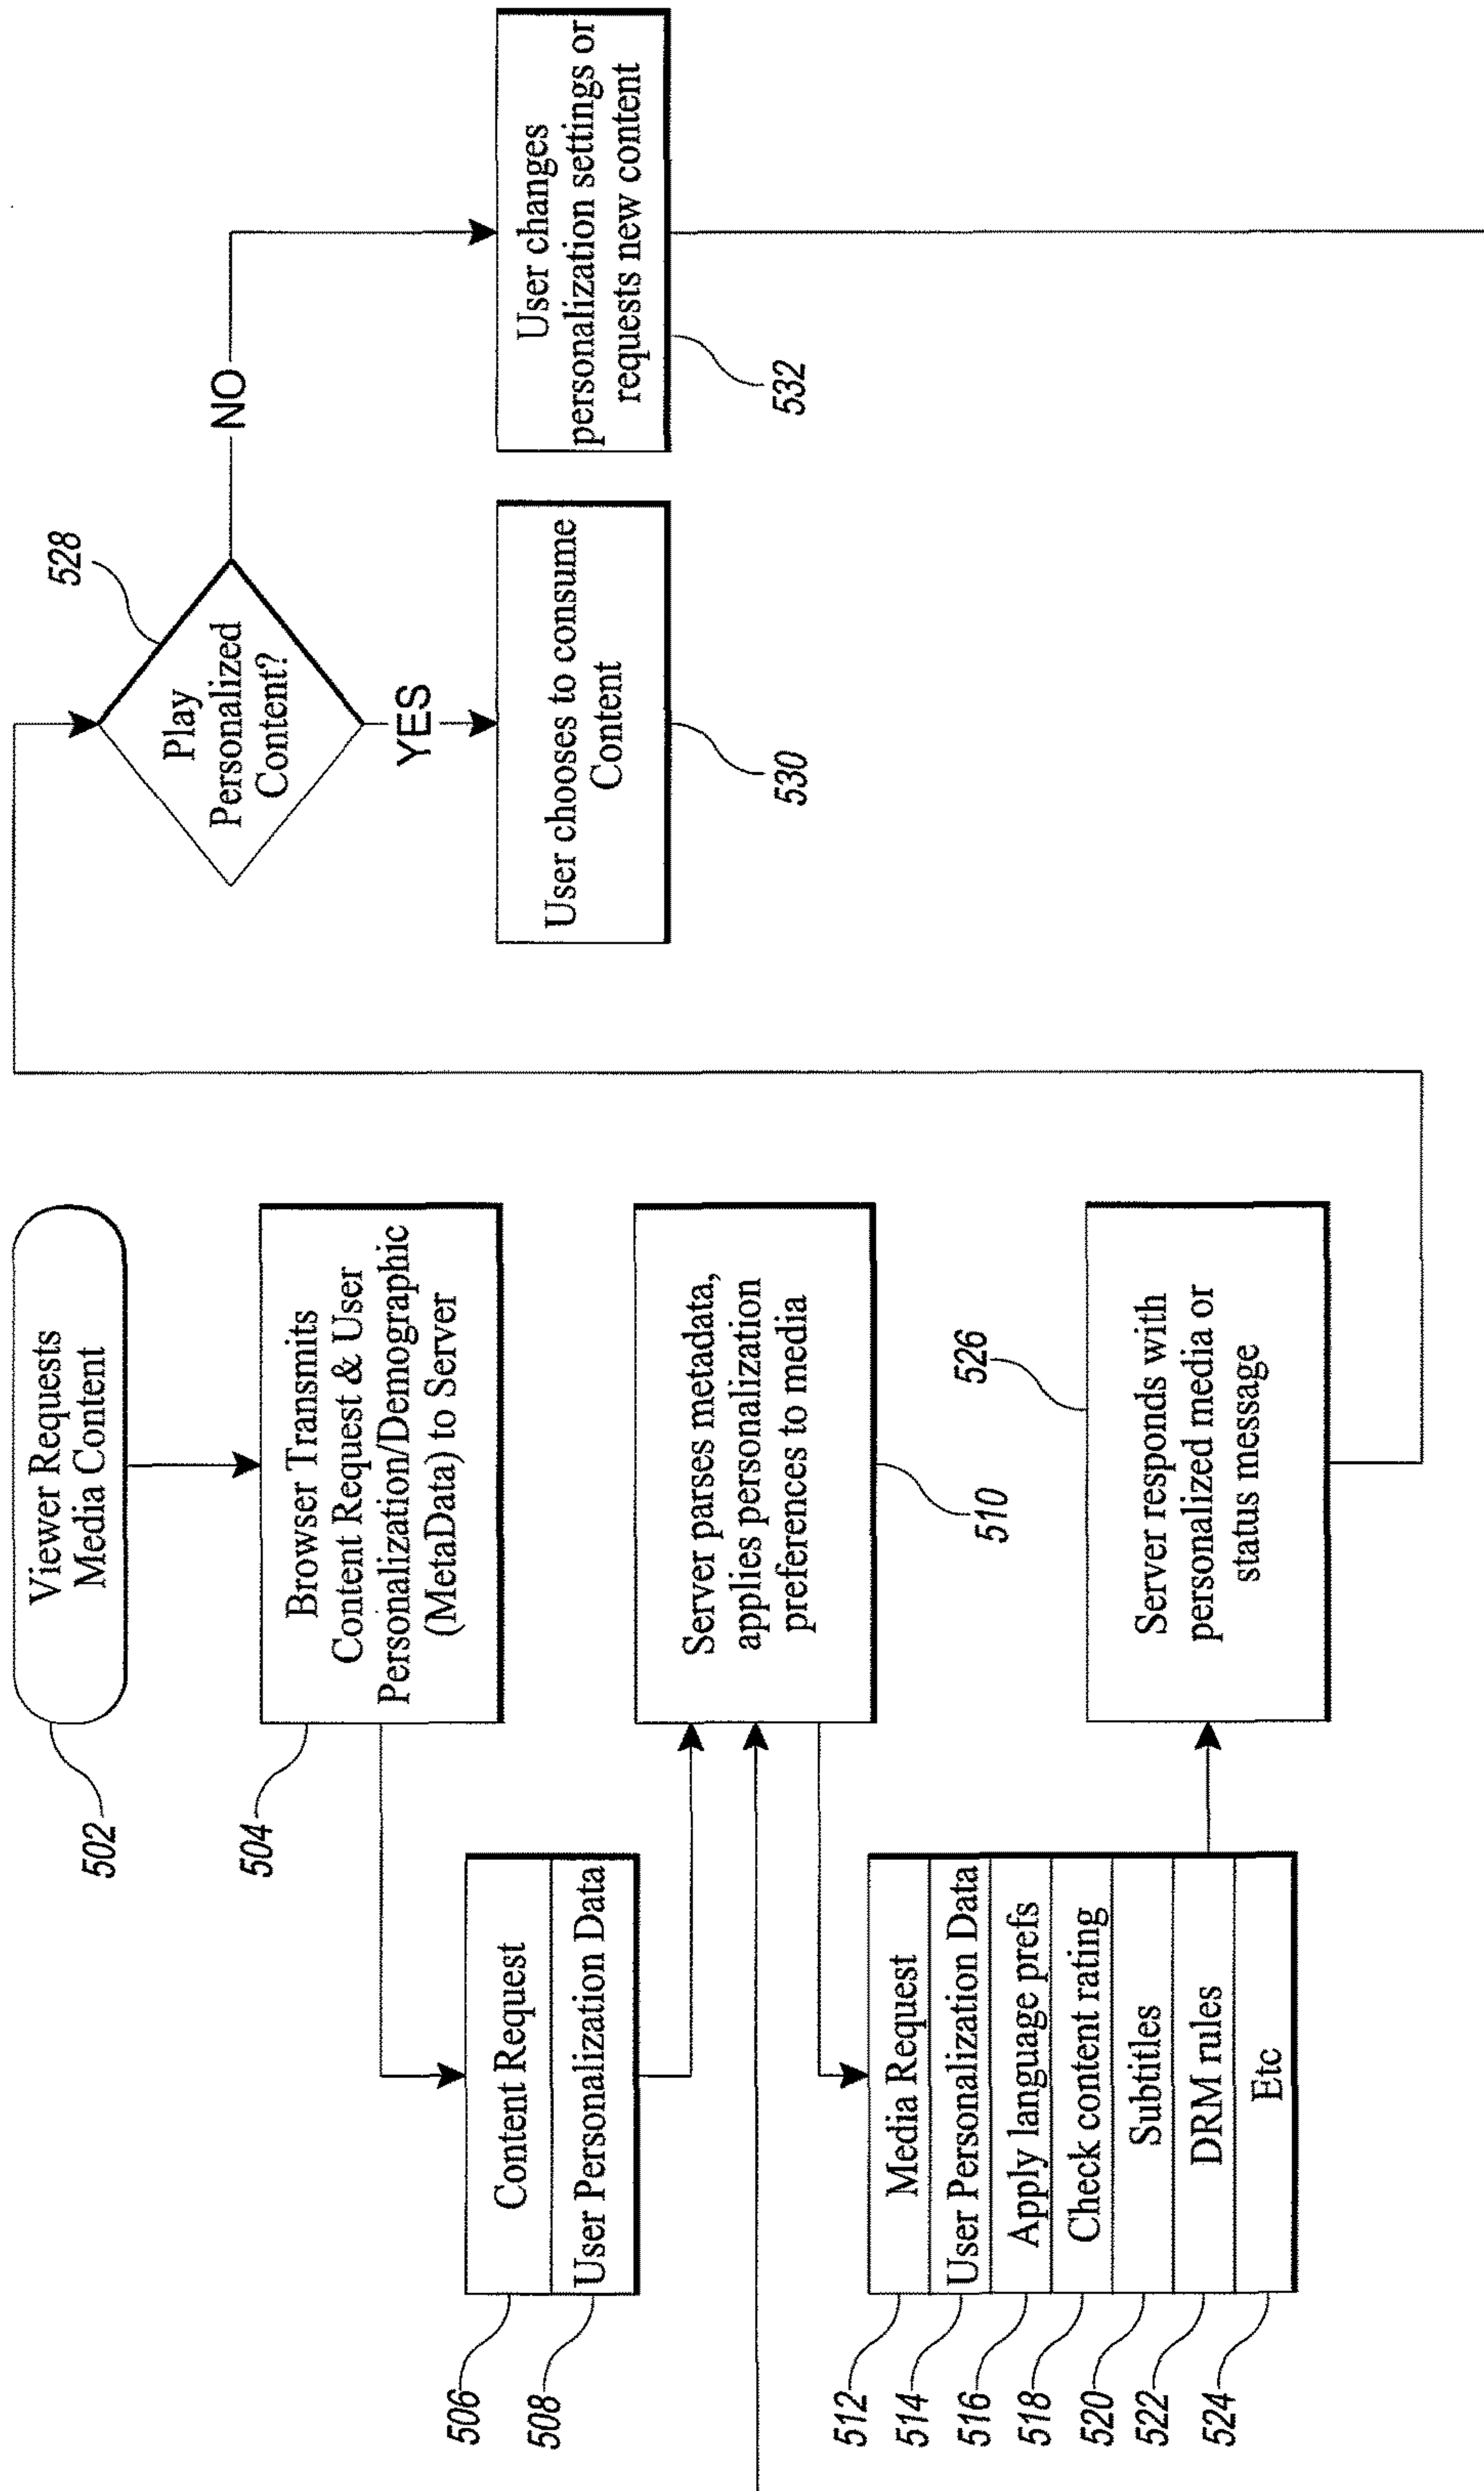 Viewer Requests
Media Content
502
Browser Transmits
Content Request & User
Personalization/Demographic
(MetaData) to Server
504
Content Request
User Personalization Data
506
508
Server parses metadata,
applies personalization
preferences to media
510
Media Request
User Personalization Data
Apply language prefs
Check content rating
Subtitles
DRM rules
Etc
512
514
516
518
520
522
524
Server responds with
personalized media or
status message
526
Play
Personalized
Content?
528
YES
NO
User chooses to consume
Content
530
User changes
personalization settings or
requests new content
532